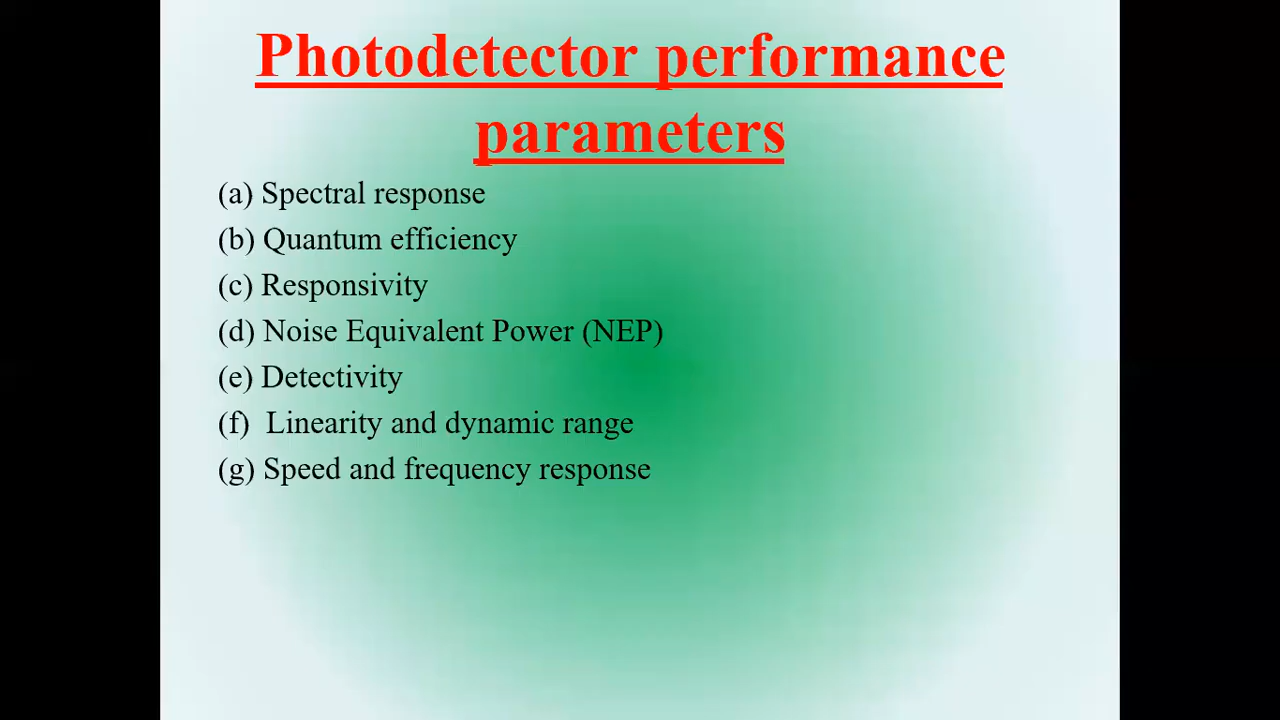 Photodetector performance
parameters
(a) Spectral response
(b) Quantum efficiency
(c) Responsivity
(d) Noise Equivalent Power (NEP)
(e) Detectivity
(f) Linearity and dynamic range
(g) Speed and frequency response